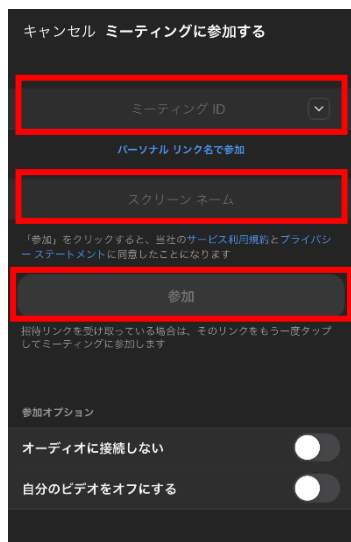 キャンセル ミーティングに参加する
ミーティング ID
パーソナル リンク名で参加
スクリーン ネーム
「参加」をクリックすると、当社のサービス利用規約とプライバシ
ー ステートメントに同意したことになります
参加
招待リンクを受け取っている場合は、そのリンクをもう一度タップ
してミーティングに参加します
参加オプション
オーディオに接続しない
自分のビデオをオフにする